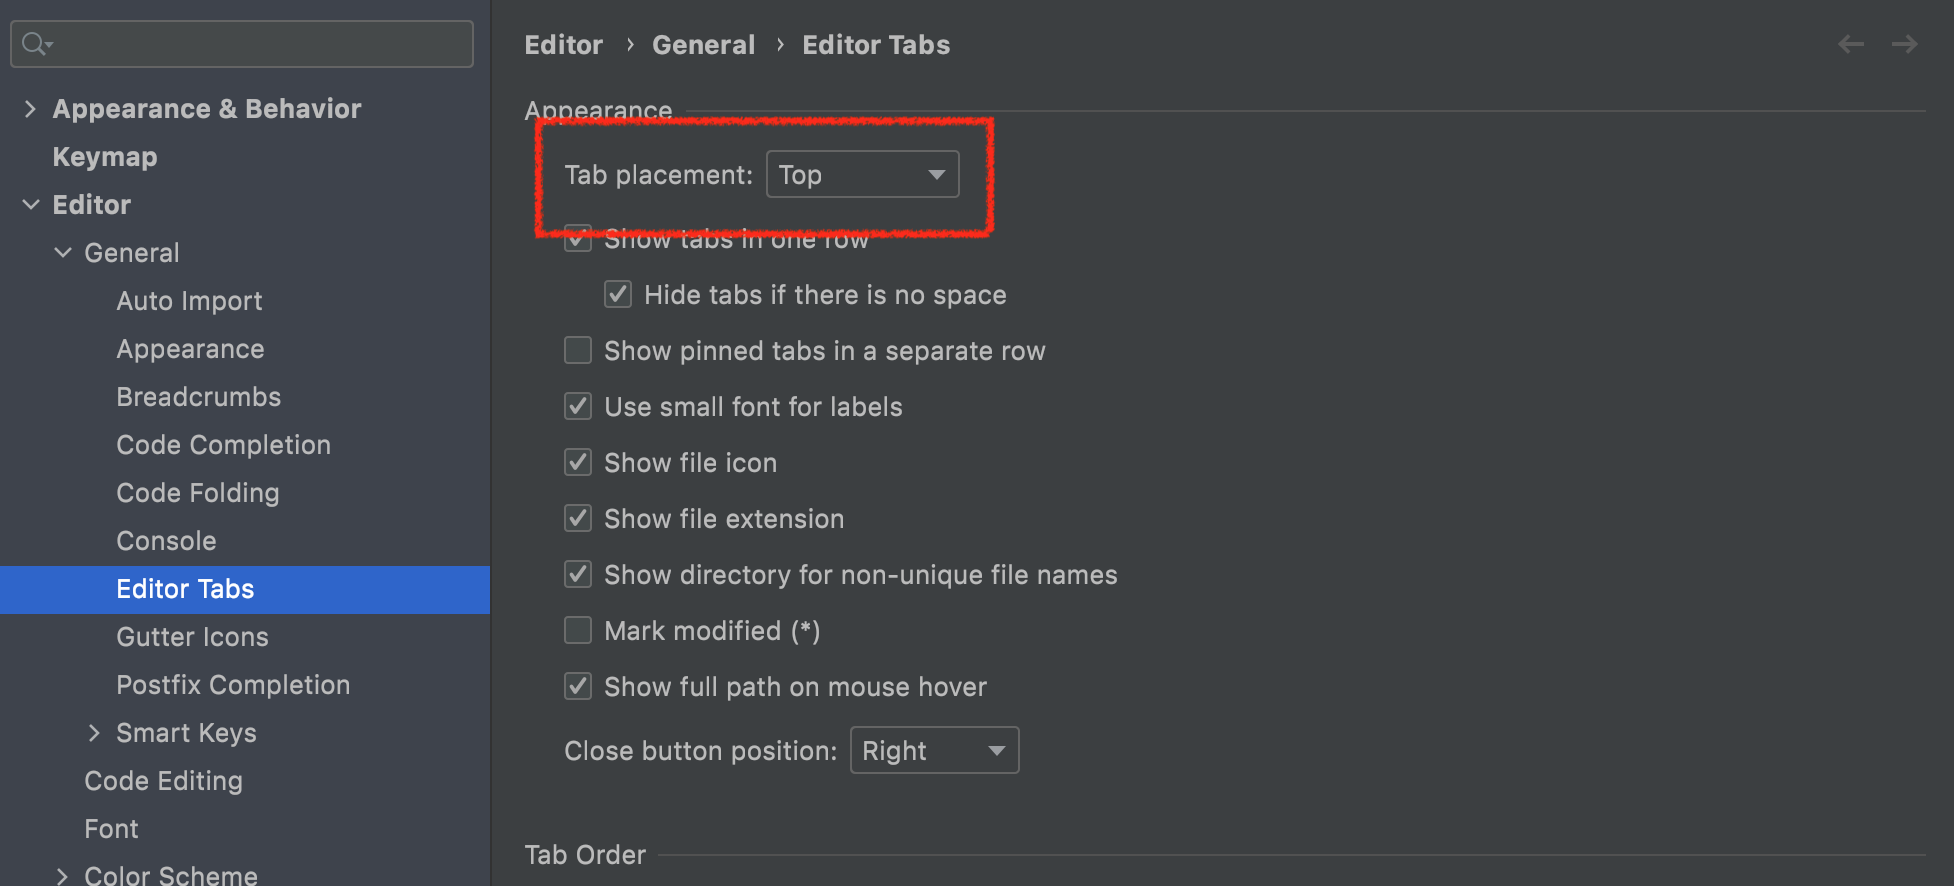 Appearance & Behavior
Keymap
Editor
General
Auto Import
Appearance
Breadcrumbs
Code Completion
Code Folding
Console
Editor Tabs
Gutter Icons
Postfix Completion
Smart Keys
Code Editing
Font
Color Scheme
Editor › General › Editor Tabs
Appearance
Tab placement: Top
Show tabs in one row
Hide tabs if there is no space
Show pinned tabs in a separate row
Use small font for labels
Show file icon
Show file extension
Show directory for non-unique file names
Mark modified (*)
Show full path on mouse hover
Close button position: Right
Tab Order